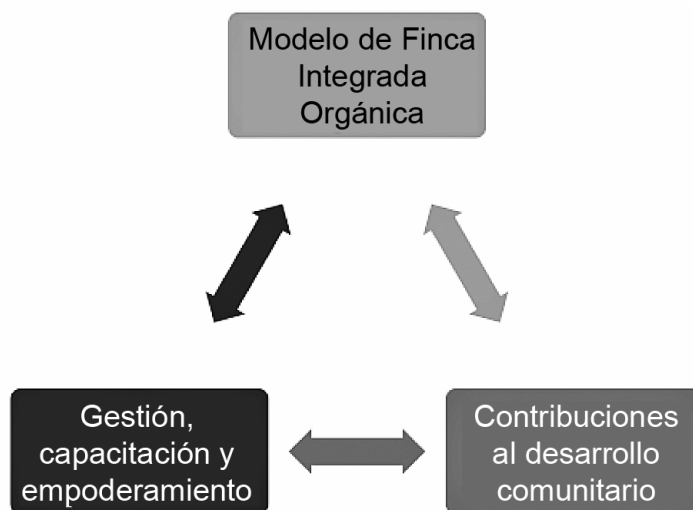 Modelo de Finca
Integrada
Orgánica
Gestión,
capacitación y
empoderamiento
Contribuciones
al desarrollo
comunitario